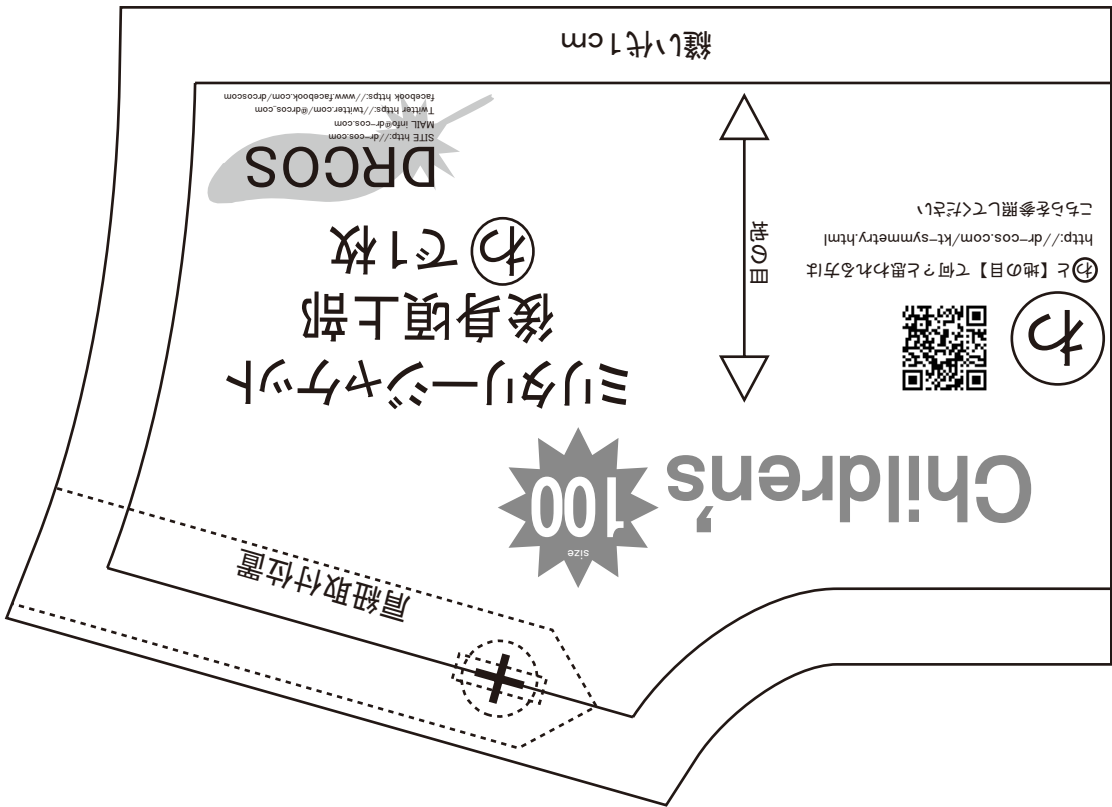 Children's
size
100
ミリタリージャケット
後身頃上部
わ で1枚
DRCOS
SITE http://dr-cos.com
MAIL info@dr-cos.com
Twitter https://twitter.com/@drcos_com
facebook https://www.facebook.com/drcoscom
わ
わと【地の目】て何?と思われる方は
http://dr-cos.com/kt-symmetry.html
こちらを参照してください
地の目
肩紐取付位置
縫い代1cm